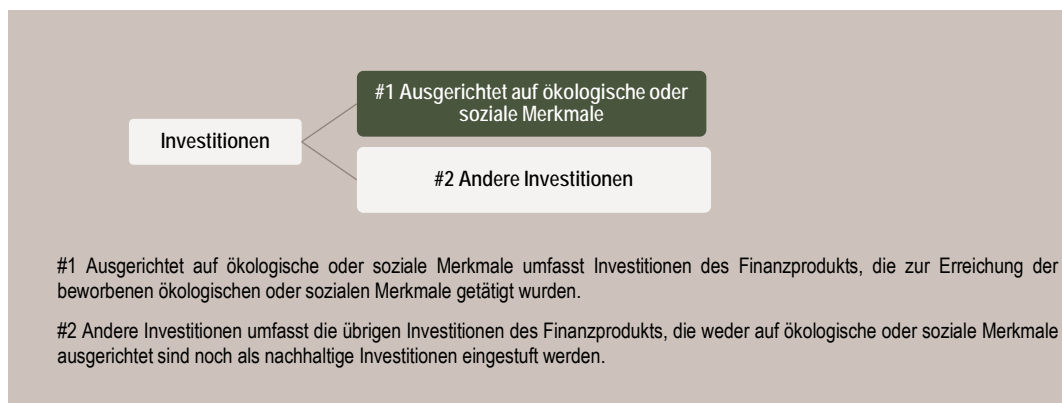 #1 Ausgerichtet auf ökologische oder
soziale Merkmale
Investitionen
#2 Andere Investitionen
#1 Ausgerichtet auf ökologische oder soziale Merkmale umfasst Investitionen des Finanzprodukts, die zur Erreichung der
beworbenen ökologischen oder sozialen Merkmale getätigt wurden.
#2 Andere Investitionen umfasst die übrigen Investitionen des Finanzprodukts, die weder auf ökologische oder soziale Merkmale
ausgerichtet sind noch als nachhaltige Investitionen eingestuft werden.